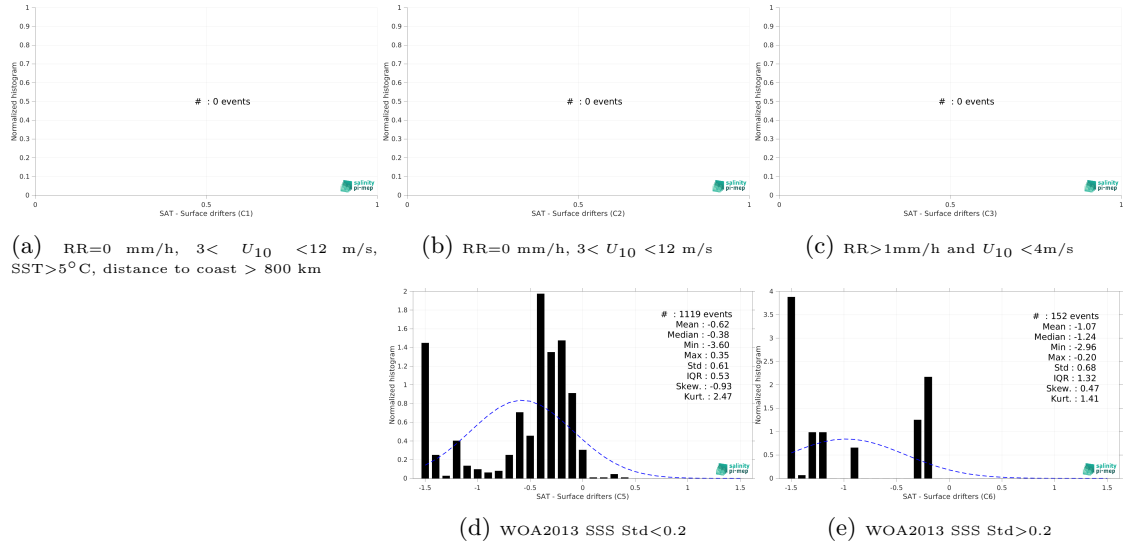 1
0.9
0.8
0.7
0.6
0.5
0.4
0.3
0.2
0.1
0
Normalized histogram
# : 0 events
salinity
pi-mep
0 0.5 1
SAT - Surface drifters (C1)
1
0.9
0.8
0.7
0.6
0.5
0.4
0.3
0.2
0.1
0
Normalized histogram
# : 0 events
salinity
pi-mep
0 0.5 1
SAT - Surface drifters (C2)
1
0.9
0.8
0.7
0.6
0.5
0.4
0.3
0.2
0.1
0
Normalized histogram
# : 0 events
salinity
pi-mep
0 0.5 1
SAT - Surface drifters (C3)
(a) RR=0 mm/h, 3< U10 <12 m/s,
SST>5°C, distance to coast > 800 km
(b) RR=0 mm/h, 3< U10 <12 m/s
(c) RR>1mm/h and U10 <4m/s
2
1.8
1.6
1.4
1.2
1
0.8
0.6
0.4
0.2
0
Normalized histogram
# : 1119 events
Mean : -0.62
Median : -0.38
Min : -3.60
Max : 0.35
Std : 0.61
IQR : 0.53
Skew. : -0.93
Kurt. : 2.47
salinity
pi-mep
-1.5 -1 -0.5 0 0.5 1 1.5
SAT - Surface drifters (C5)
4
3.5
3
2.5
2
1.5
1
0.5
0
Normalized histogram
# : 152 events
Mean : -1.07
Median : -1.24
Min : -2.96
Max : -0.20
Std : 0.68
IQR : 1.32
Skew. : 0.47
Kurt. : 1.41
salinity
pi-mep
-1.5 -1 -0.5 0 0.5 1 1.5
SAT - Surface drifters (C6)
(d) WOA2013 SSS Std<0.2
(e) WOA2013 SSS Std>0.2